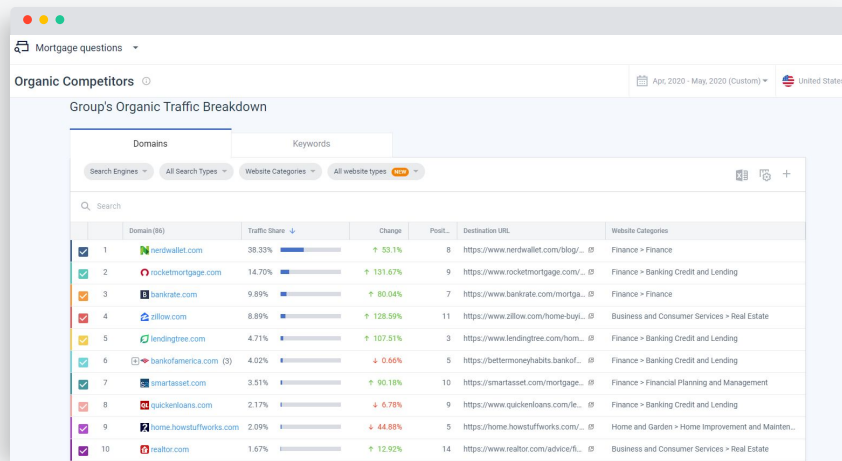 Mortgage questions
Organic Competitors
Apr, 2020 - May, 2020 (Custom)
United State
Group's Organic Traffic Breakdown
Domains Keywords
Search Engines All Search Types Website Categories All website types NEW
Search
Domain (86) Traffic Share Change Posit... Destination URL Website Categories
1 nerdwallet.com 38.33% ↑ 53.1% 8 https://www.nerdwallet.com/blog/... Finance > Finance
2 rocketmortgage.com 14.70% ↑ 131.67% 9 https://www.rocketmortgage.com/... Finance > Banking Credit and Lending
3 B bankrate.com 9.89% ↑ 80.04% 7 https://www.bankrate.com/mortga... Finance > Finance
4 zillow.com 8.89% ↑ 128.59% 11 https://www.zillow.com/home-buyi... Business and Consumer Services > Real Estate
5 lendingtree.com 4.71% ↑ 107.51% 3 https://www.lendingtree.com/hom... Finance > Banking Credit and Lending
6 bankofamerica.com (3) 4.02% ↓ 0.66% 5 https://bettermoneyhabits.bankof... Finance > Banking Credit and Lending
7 smartasset.com 3.51% ↑ 90.18% 10 https://smartasset.com/mortgage... Finance > Financial Planning and Management
8 QL quickenloans.com 2.17% ↓ 6.78% 9 https://www.quickenloans.com/le... Finance > Banking Credit and Lending
9 home.howstuffworks.com 2.09% ↓ 44.88% 5 https://home.howstuffworks.com/... Home and Garden > Home Improvement and Mainten...
10 realtor.com 1.67% ↑ 12.92% 14 https://www.realtor.com/advice/fi... Business and Consumer Services > Real Estate